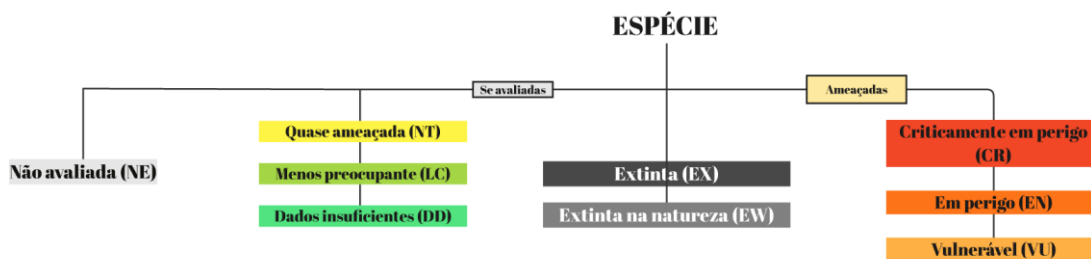 ESPÉCIE
Se avaliadas
Ameaçadas
Não avaliada (NE)
Quase ameaçada (NT)
Menos preocupante (LC)
Dados insuficientes (DD)
Extinta (EX)
Extinta na natureza (EW)
Criticamente em perigo
(CR)
Em perigo (EN)
Vulnerável (VU)